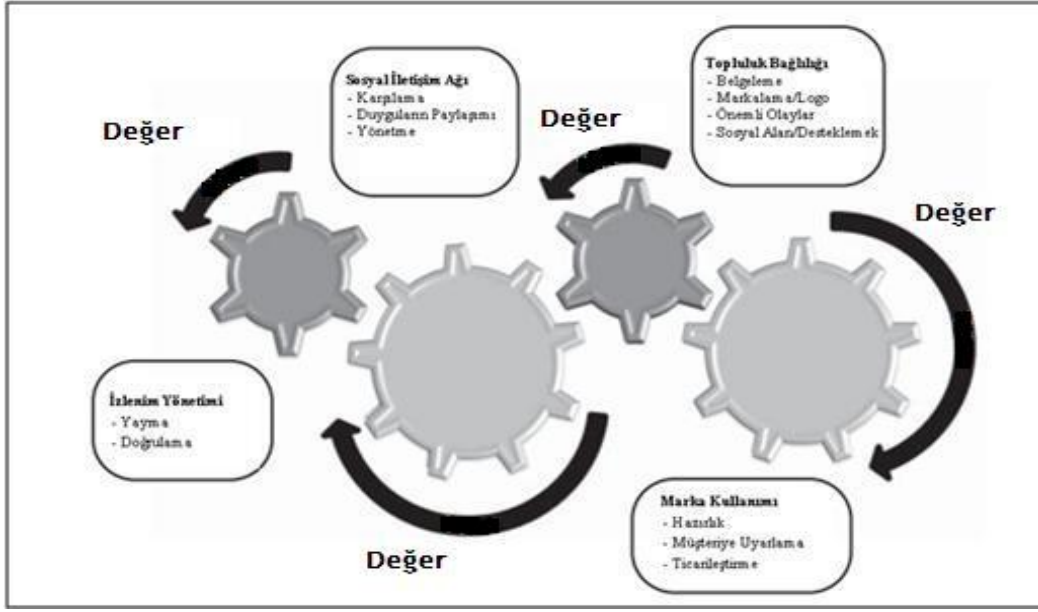 Sosyal İletişim Ağı
- Karşılama
- Duyguların Paylaşımı
- Yönetme
Topluluk Bağlılığı
- Belgeleme
- Markalama/Logo
- Önemli Olaylar
- Sosyal Alan/Desteklemek
Değer
Değer
Değer
İzlenim Yönetimi
- Yayma
- Doğrulama
Değer
Marka Kullanımı
- Hazırlık
- Müşteriye Uyarlama
- Ticarileştirme